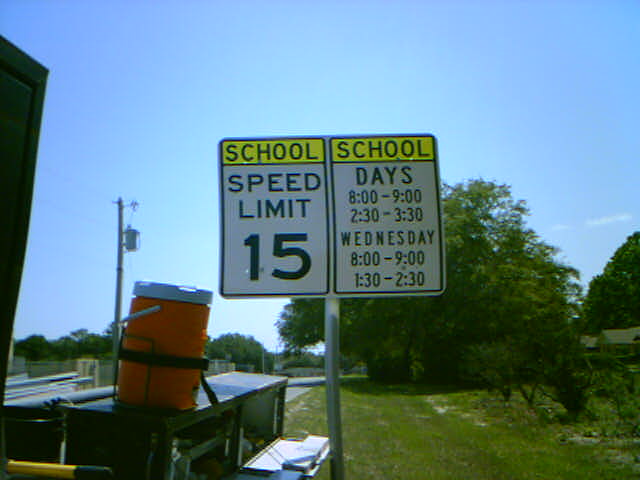 SCHOOL
SPEED
LIMIT
15
SCHOOL
DAYS
8:00-9:00
2:30-3:30
WEDNESDAY
8:00-9:00
1:30-2:30